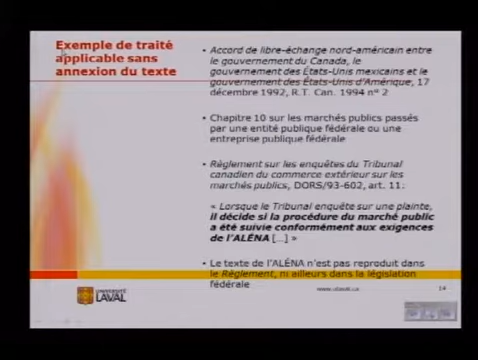 Exemple de traité
applicable sans
annexion du texte
• Accord de libre-échange nord-américain entre
le gouvernement du Canada, le
gouvernement des États-Unis mexicains et le
gouvernement des États-Unis d'Amérique, 17
décembre 1992, R.T. Can. 1994 n° 2
• Chapitre 10 sur les marchés publics passés
par une entité publique fédérale ou une
entreprise publique fédérale
• Règlement sur les enquêtes du Tribunal
canadien du commerce extérieur sur les
marchés publics, DORS/93-602, art. 11:
« Lorsque le Tribunal enquête sur une plainte,
il décide si la procédure du marché public
a été suivie conformément aux exigences
de l'ALÉNA […] »
• Le texte de l'ALÉNA n'est pas reproduit dans
le Règlement, ni ailleurs dans la législation
fédérale
UNIVERSITÉ
LAVAL
www.ulaval.ca
14